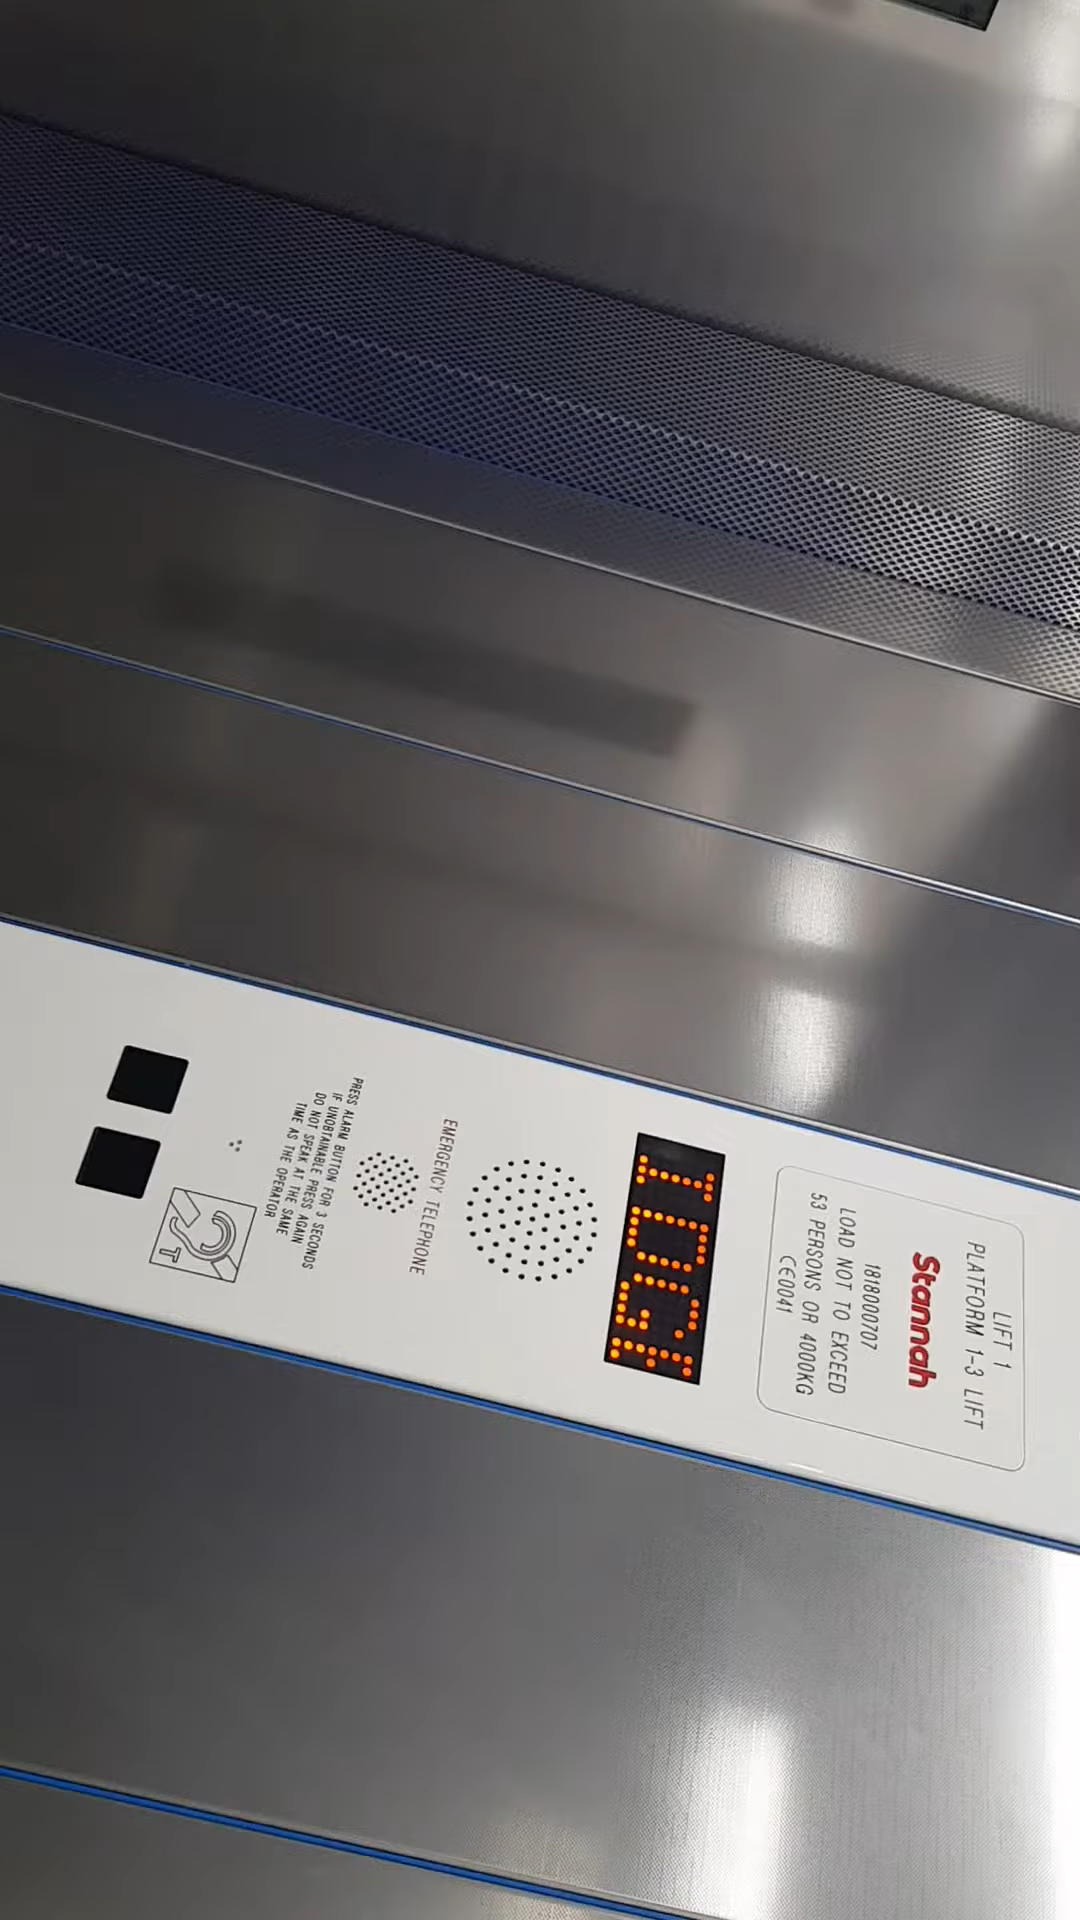 LIFT 1
PLATFORM 1-3 LIFT
Stannah
1818000707
LOAD NOT TO EXCEED
53 PERSONS OR 4000KG
CE0041
EMERGENCY TELEPHONE
PRESS ALARM BUTTON FOR 3 SECONDS
IF UNOBTAINABLE PRESS AGAIN
DO NOT SPEAK AT THE SAME
TIME AS THE OPERATOR
T